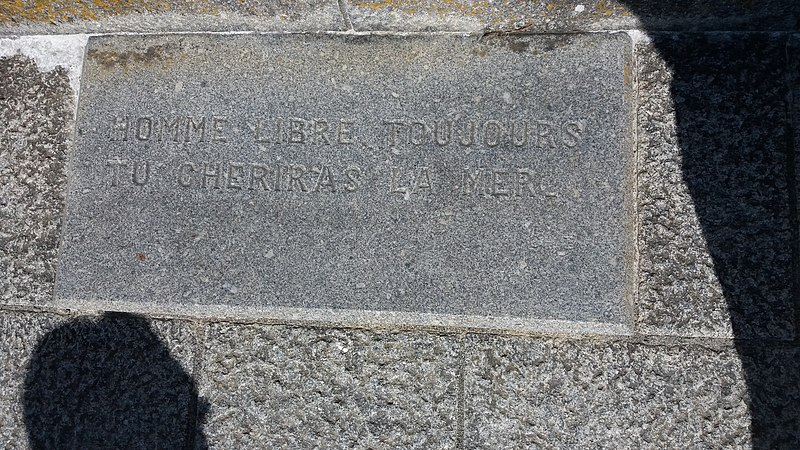 HOMME LIBRE TOUJOURS
TU CHERIRAS LA MER.